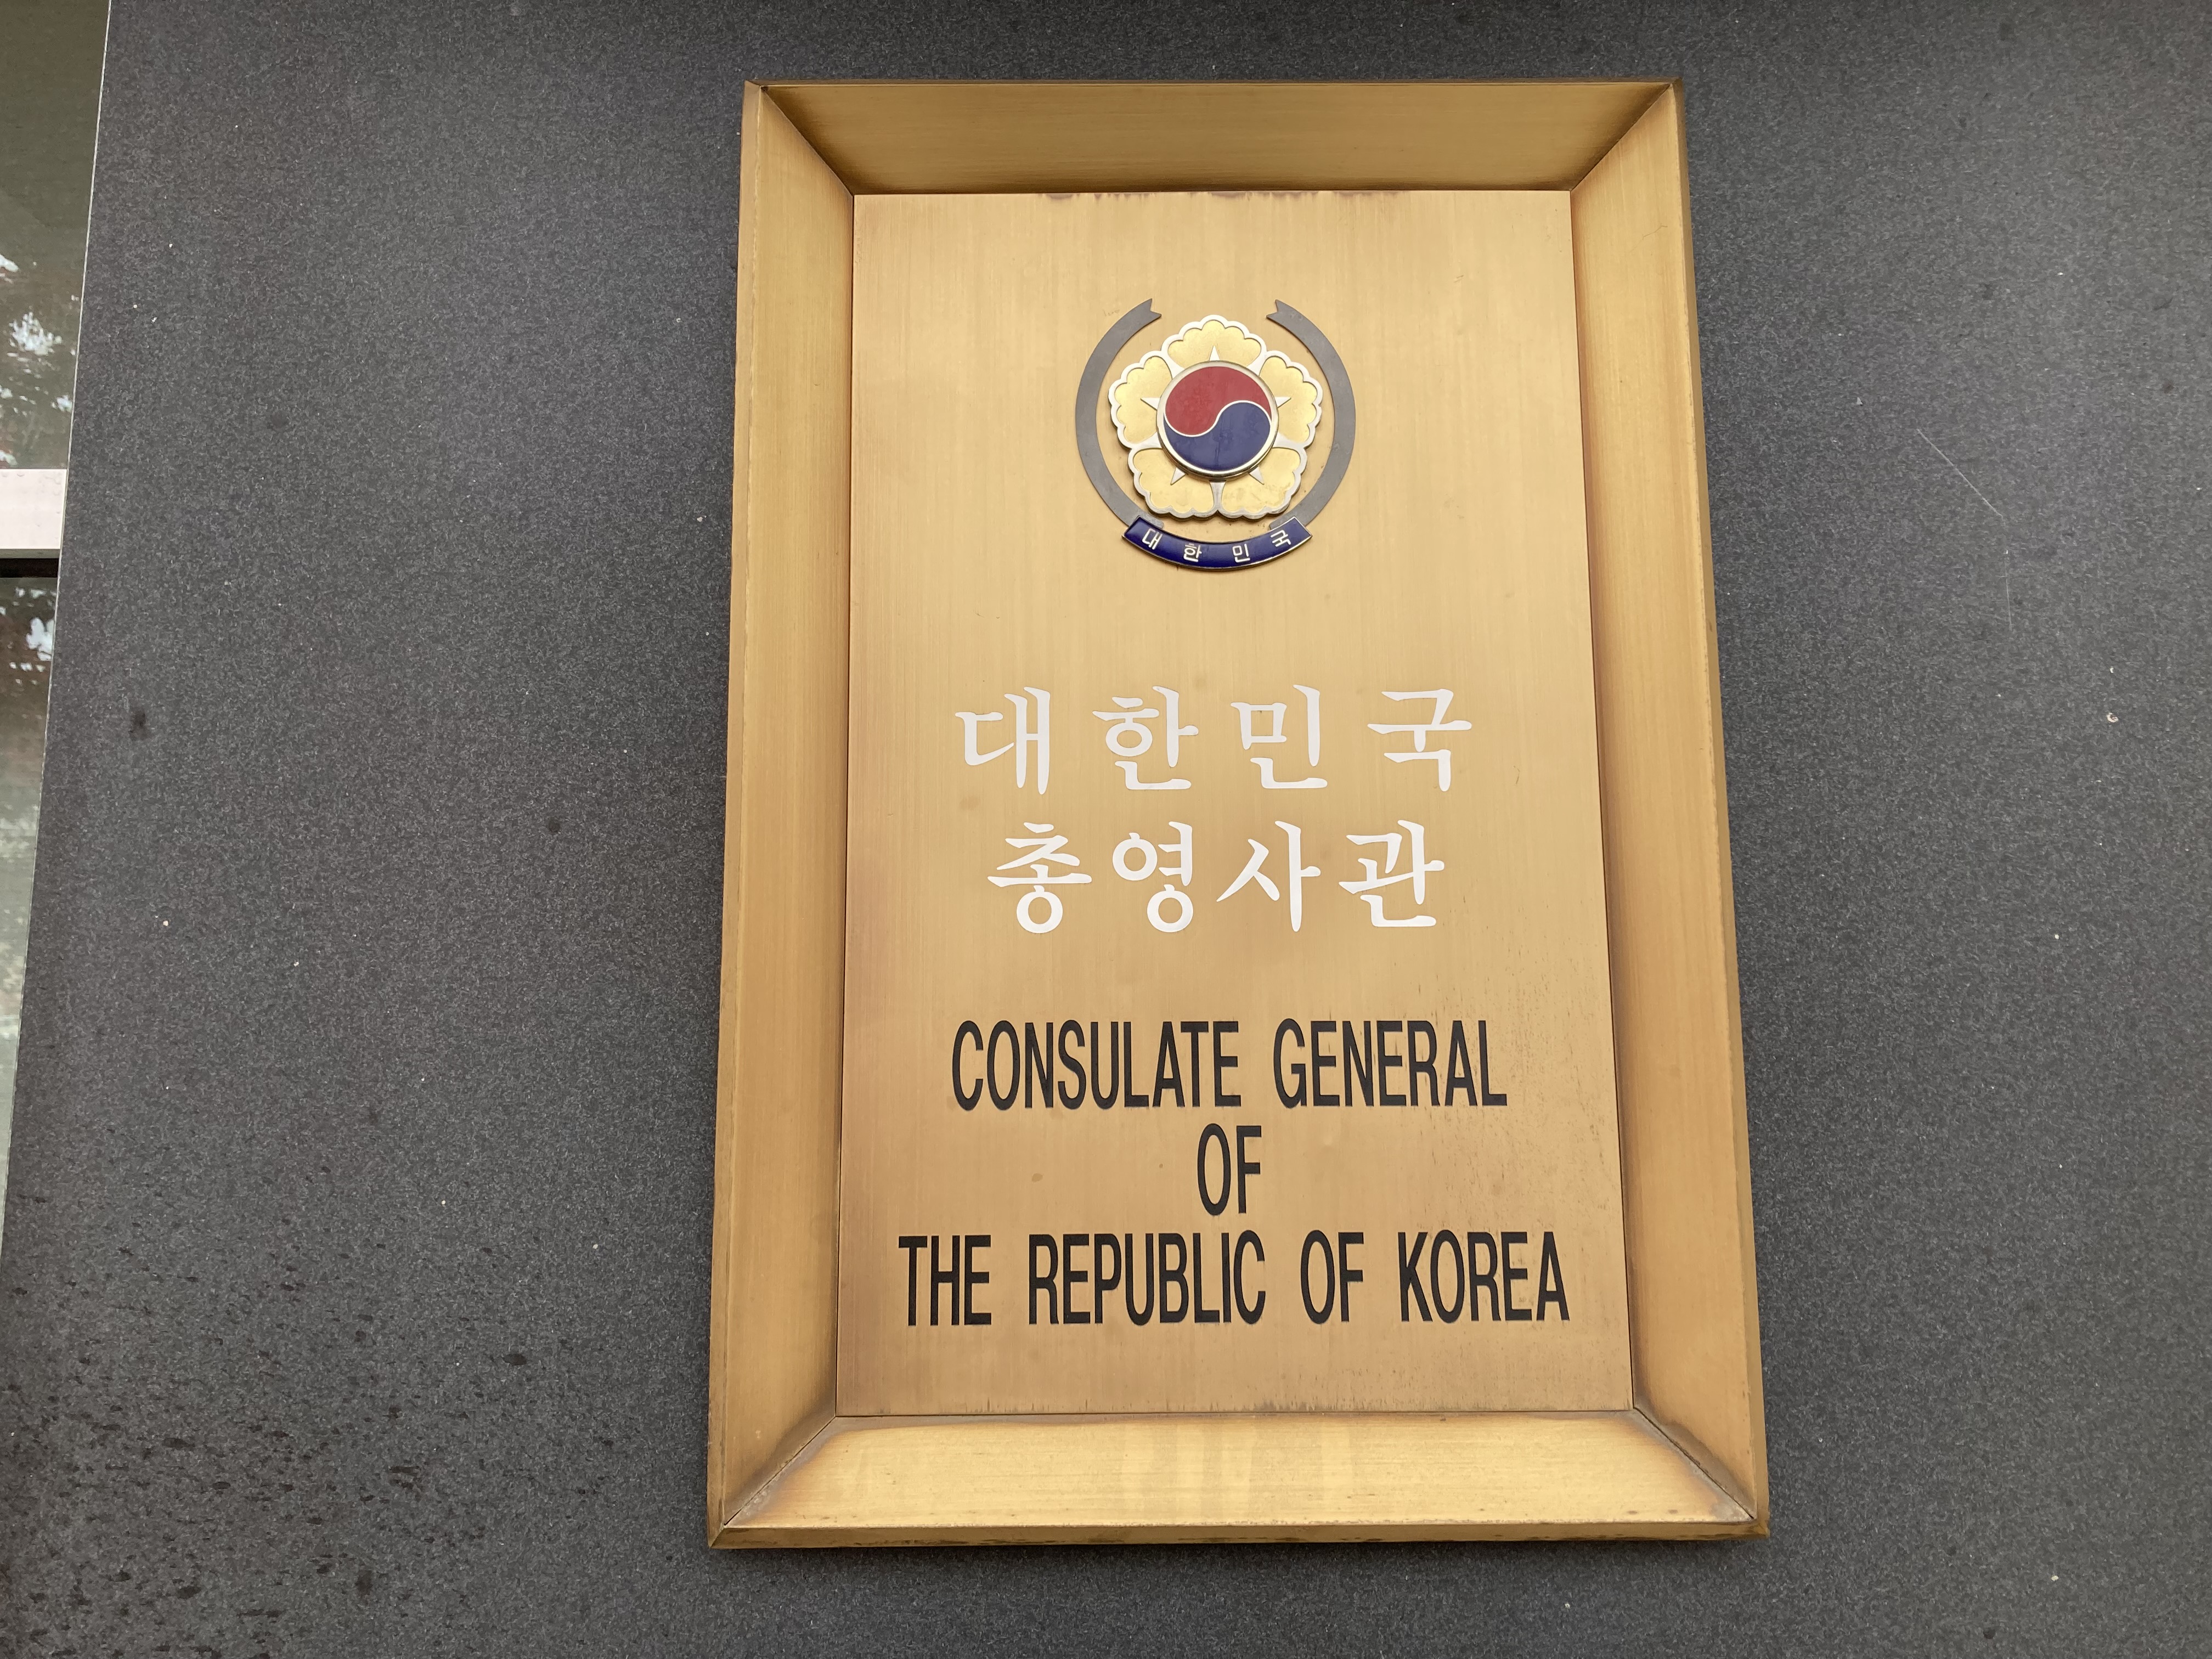 대한민국
대한민국
총영사관
CONSULATE GENERAL
OF
THE REPUBLIC OF KOREA